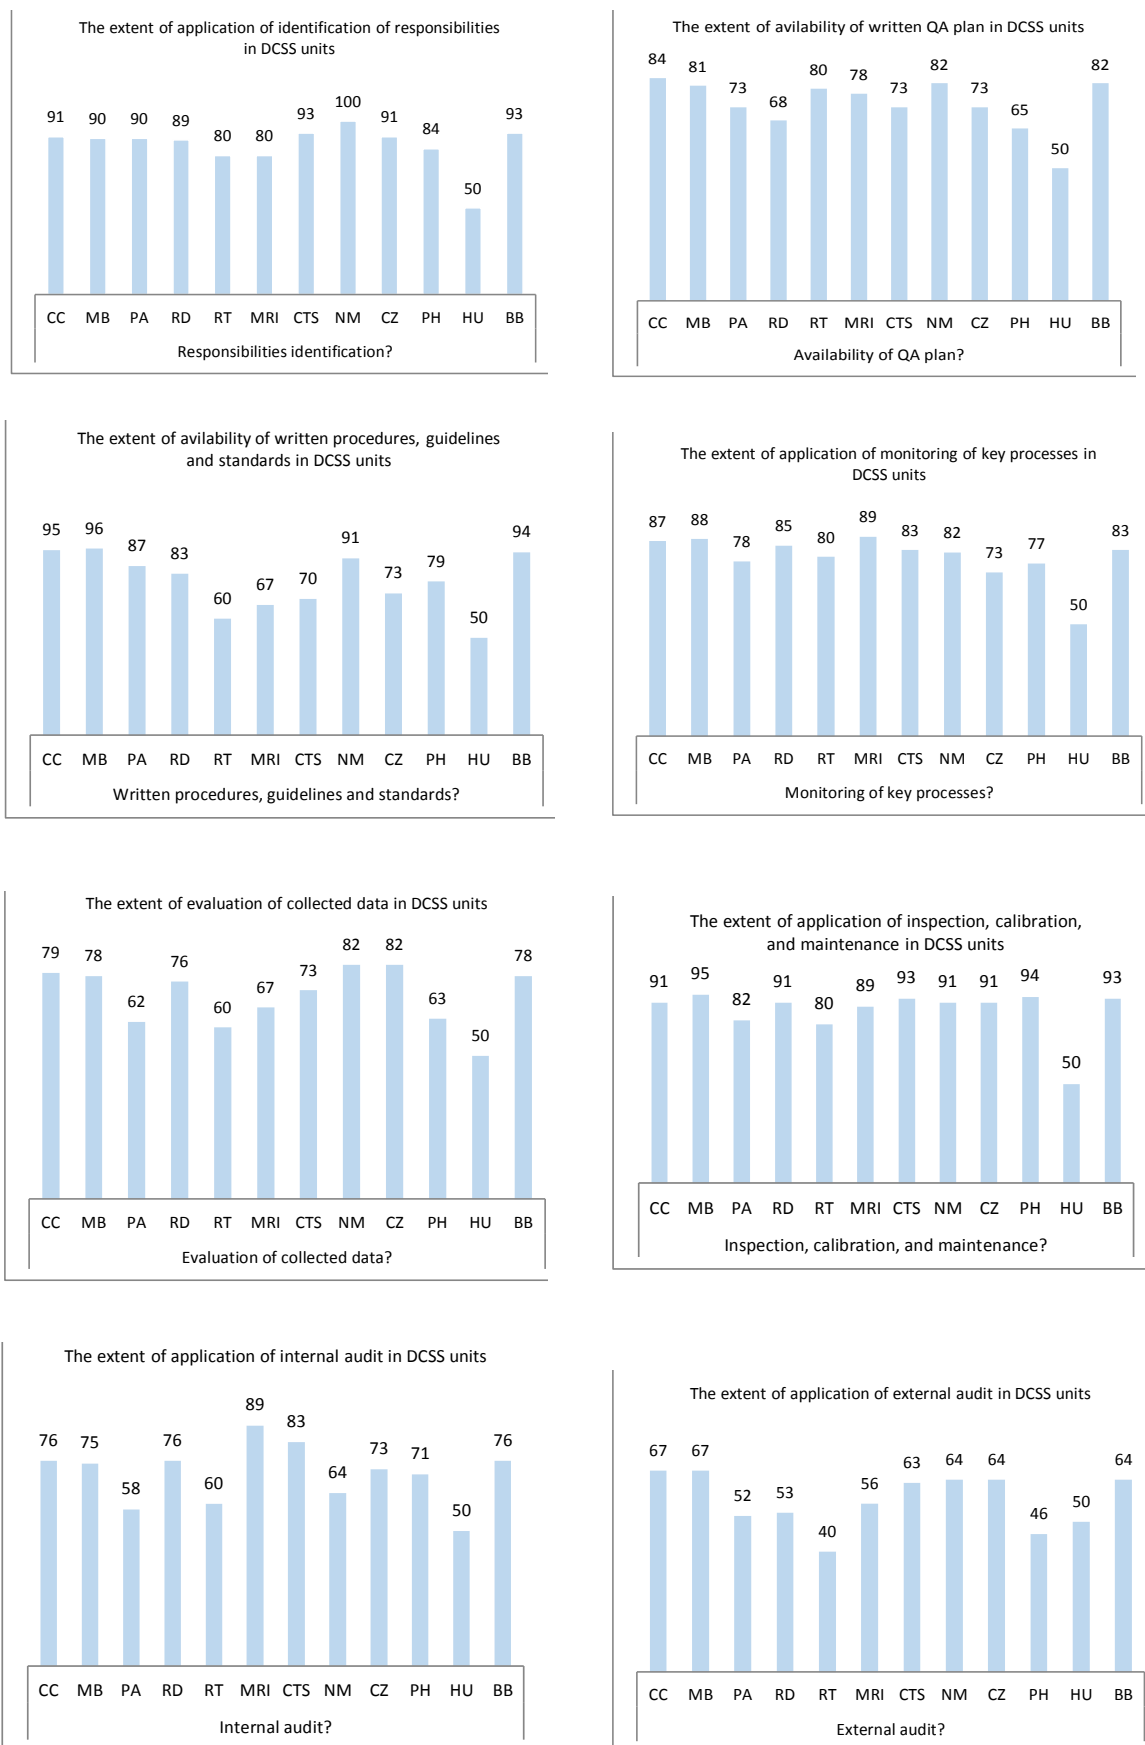 The extent of application of identification of responsibilities
in DCSS units
91 90 90 89 80 80 93 100 91 84 50 93
CC MB PA RD RT MRI CTS NM CZ PH HU BB
Responsibilities identification?
The extent of avilability of written QA plan in DCSS units
84 81 73 68 80 78 73 82 73 65 50 82
CC MB PA RD RT MRI CTS NM CZ PH HU BB
Availability of QA plan?
The extent of avilability of written procedures, guidelines
and standards in DCSS units
95 96 87 83 60 67 70 91 73 79 50 94
CC MB PA RD RT MRI CTS NM CZ PH HU BB
Written procedures, guidelines and standards?
The extent of application of monitoring of key processes in
DCSS units
87 88 78 85 80 89 83 82 73 77 50 83
CC MB PA RD RT MRI CTS NM CZ PH HU BB
Monitoring of key processes?
The extent of evaluation of collected data in DCSS units
79 78 62 76 60 67 73 82 82 63 50 78
CC MB PA RD RT MRI CTS NM CZ PH HU BB
Evaluation of collected data?
The extent of application of inspection, calibration,
and maintenance in DCSS units
91 95 82 91 80 89 93 91 91 94 50 93
CC MB PA RD RT MRI CTS NM CZ PH HU BB
Inspection, calibration, and maintenance?
The extent of application of internal audit in DCSS units
76 75 58 76 60 89 83 64 73 71 50 76
CC MB PA RD RT MRI CTS NM CZ PH HU BB
Internal audit?
The extent of application of external audit in DCSS units
67 67 52 53 40 56 63 64 64 46 50 64
CC MB PA RD RT MRI CTS NM CZ PH HU BB
External audit?